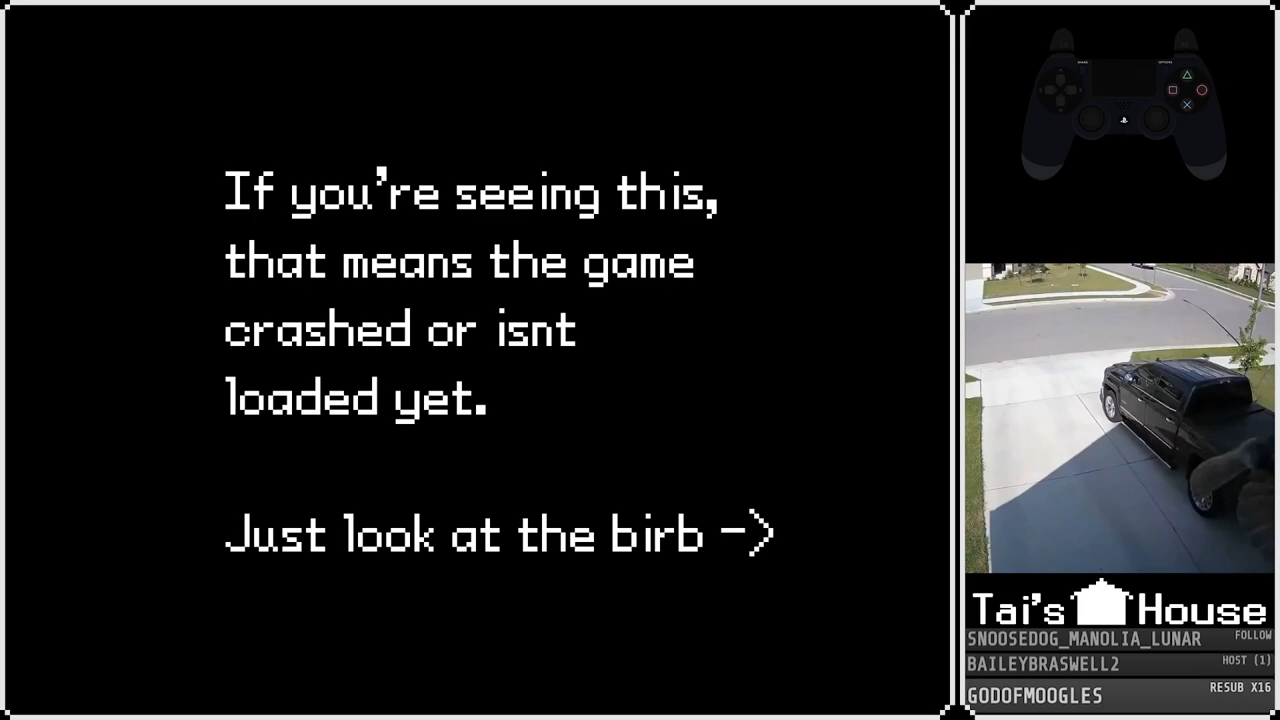 If you're seeing this,
that means the game
crashed or isnt
loaded yet.
Just look at the birb ->
Tai's House
SNOOSEDOG_MANOLIA_LUNAR FOLLOW
BAILEYBRASWELL2 HOST (1)
GODOFMOOGLES RESUB X16